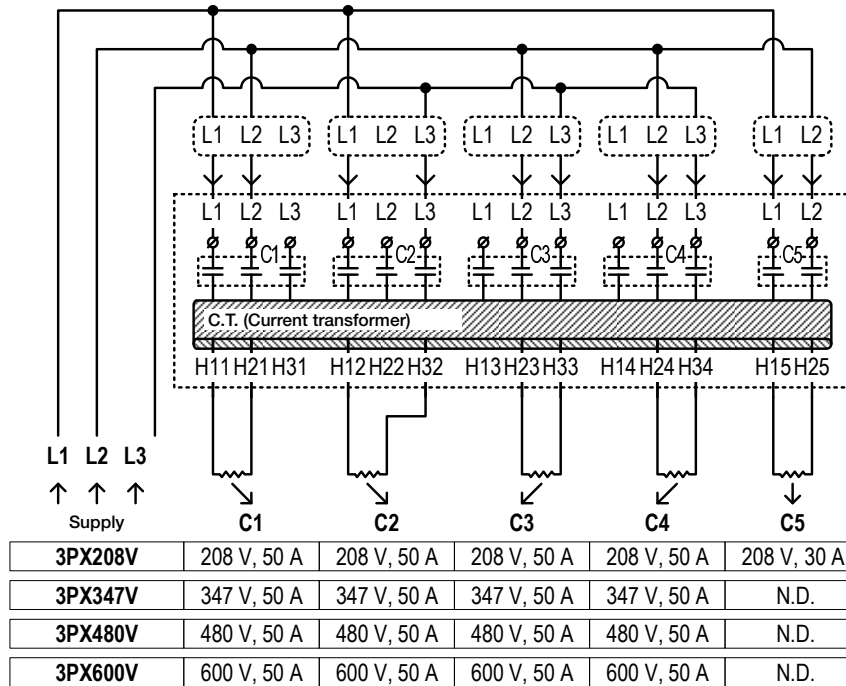 L1 L2 L3 L1 L2 L3 L1 L2 L3 L1 L2 L3 L1 L2
L1 L2 L3 L1 L2 L3 L1 L2 L3 L1 L2 L3 L1 L2
C1 C2 C3 C4 C5
C.T. (Current transformer)
H11 H21 H31 H12 H22 H32 H13 H23 H33 H14 H24 H34 H15 H25
L1 L2 L3
Supply C1 C2 C3 C4 C5
3PX208V 208 V, 50 A 208 V, 50 A 208 V, 50 A 208 V, 50 A 208 V, 30 A
3PX347V 347 V, 50 A 347 V, 50 A 347 V, 50 A 347 V, 50 A N.D.
3PX480V 480 V, 50 A 480 V, 50 A 480 V, 50 A 480 V, 50 A N.D.
3PX600V 600 V, 50 A 600 V, 50 A 600 V, 50 A 600 V, 50 A N.D.